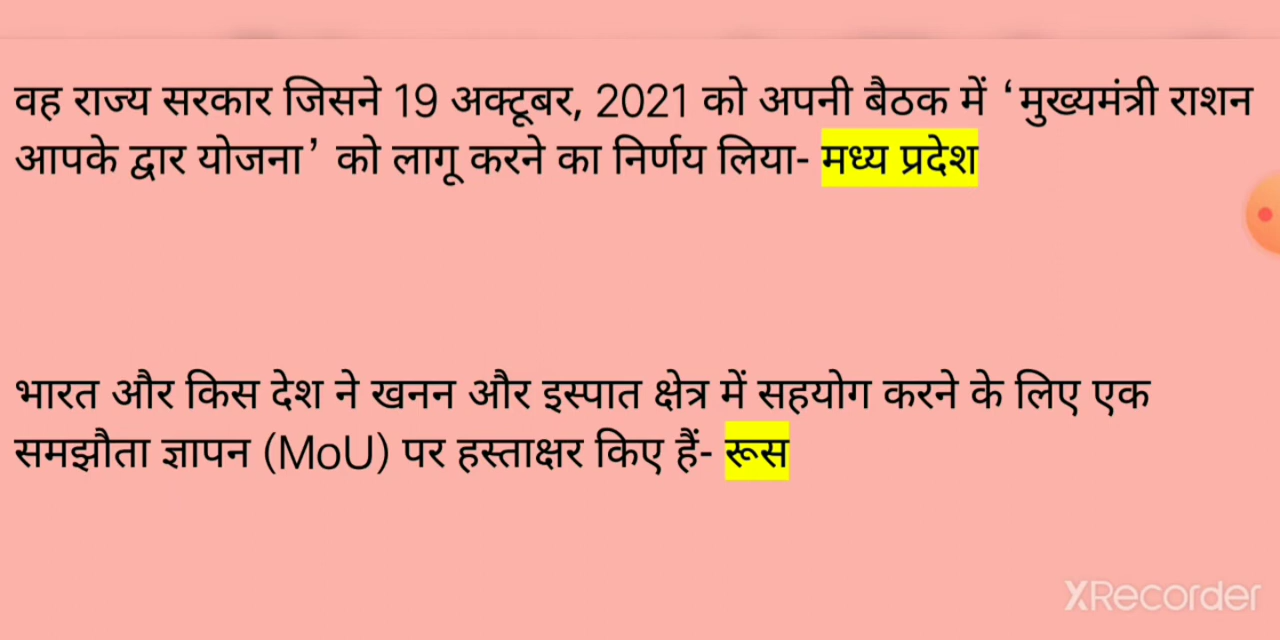 वह राज्य सरकार जिसने 19 अक्टूबर, 2021 को अपनी बैठक में ‘मुख्यमंत्री राशन
आपके द्वार योजना’ को लागू करने का निर्णय लिया- मध्य प्रदेश
भारत और किस देश ने खनन और इस्पात क्षेत्र में सहयोग करने के लिए एक
समझौता ज्ञापन (MoU) पर हस्ताक्षर किए हैं- रूस
XRecorder